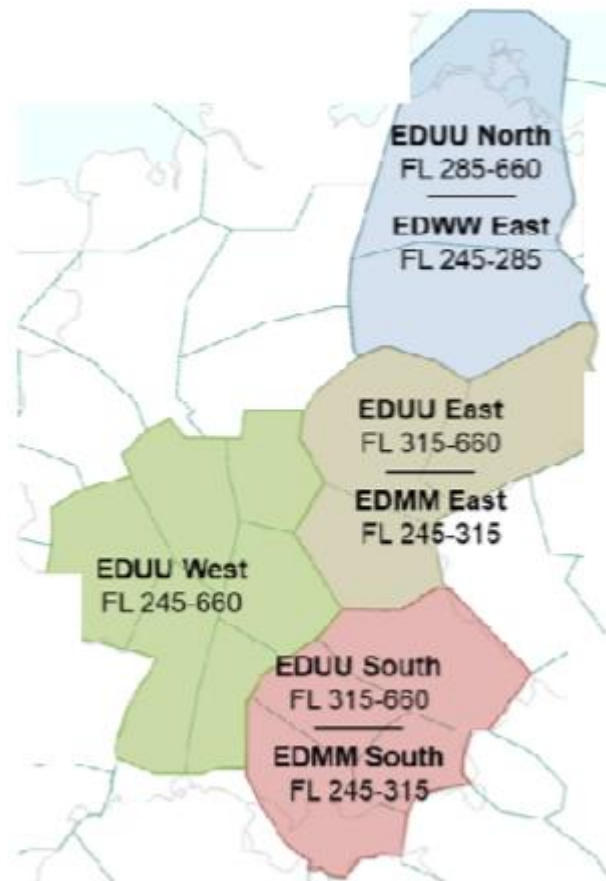 EDUU North
FL 285-660
EDWW East
FL 245-285
EDUU East
FL 315-660
EDMM East
FL 245-315
EDUU West
FL 245-660
EDUU South
FL 315-660
EDMM South
FL 245-315